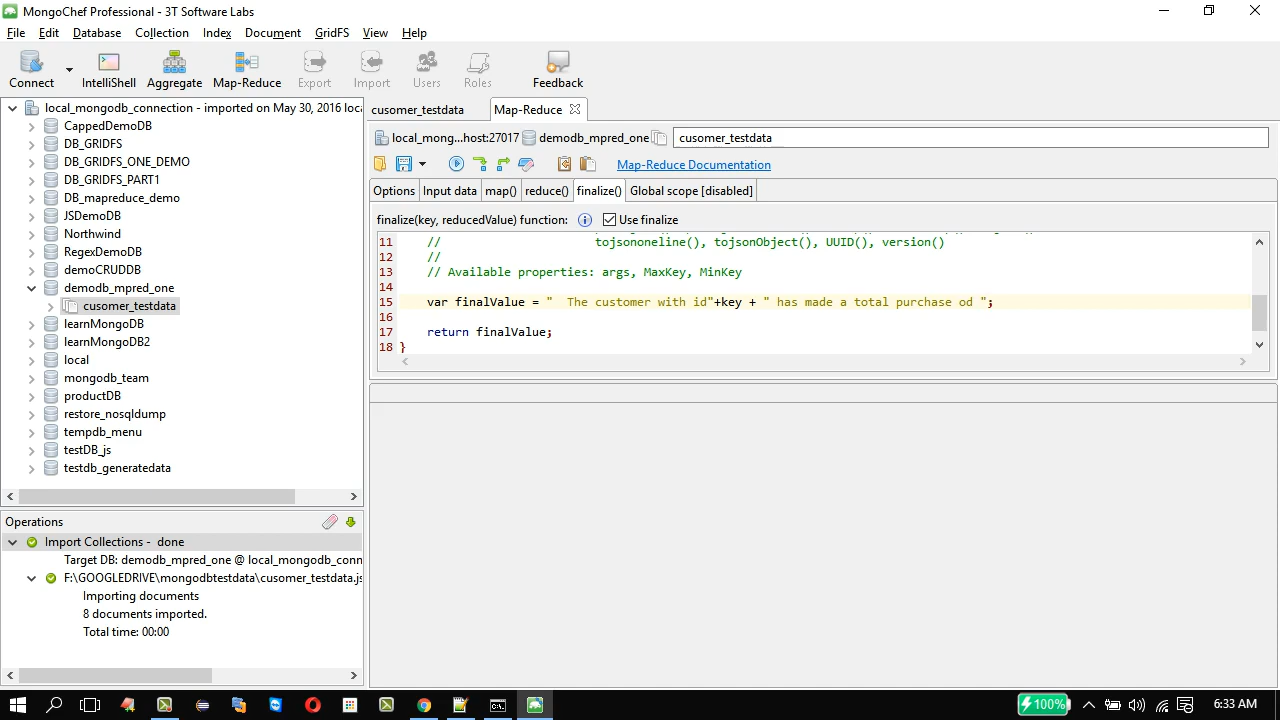 MongoChef Professional - 3T Software Labs
File Edit Database Collection Index Document GridFS View Help
Connect IntelliShell Aggregate Map-Reduce Export Import Users Roles Feedback
local_mongodb_connection - imported on May 30, 2016 loc
CappedDemoDB
DB_GRIDFS
DB_GRIDFS_ONE_DEMO
DB_GRIDFS_PART1
DB_mapreduce_demo
JSDemoDB
Northwind
RegexDemoDB
demoCRUDDB
demodb_mpred_one
cusomer_testdata
learnMongoDB
learnMongoDB2
local
mongodb_team
productDB
restore_nosqldump
tempdb_menu
testDB_js
testdb_generatedata
Operations
Import Collections - done
Target DB: demodb_mpred_one @ local_mongodb_conn
F:\GOOGLEDRIVE\mongodbtestdata\cusomer_testdata.js
Importing documents
8 documents imported.
Total time: 00:00
cusomer_testdata Map-Reduce
local_mong...host:27017 demodb_mpred_one cusomer_testdata
Map-Reduce Documentation
Options Input data map() reduce() finalize() Global scope [disabled]
finalize(key, reducedValue) function: Use finalize
11 // tojsononeline(), tojsonObject(), UUID(), version()
12 //
13 // Available properties: args, MaxKey, MinKey
14
15 var finalValue = "  The customer with id"+key + " has made a total purchase od ";
16
17 return finalValue;
18 }
100% 6:33 AM